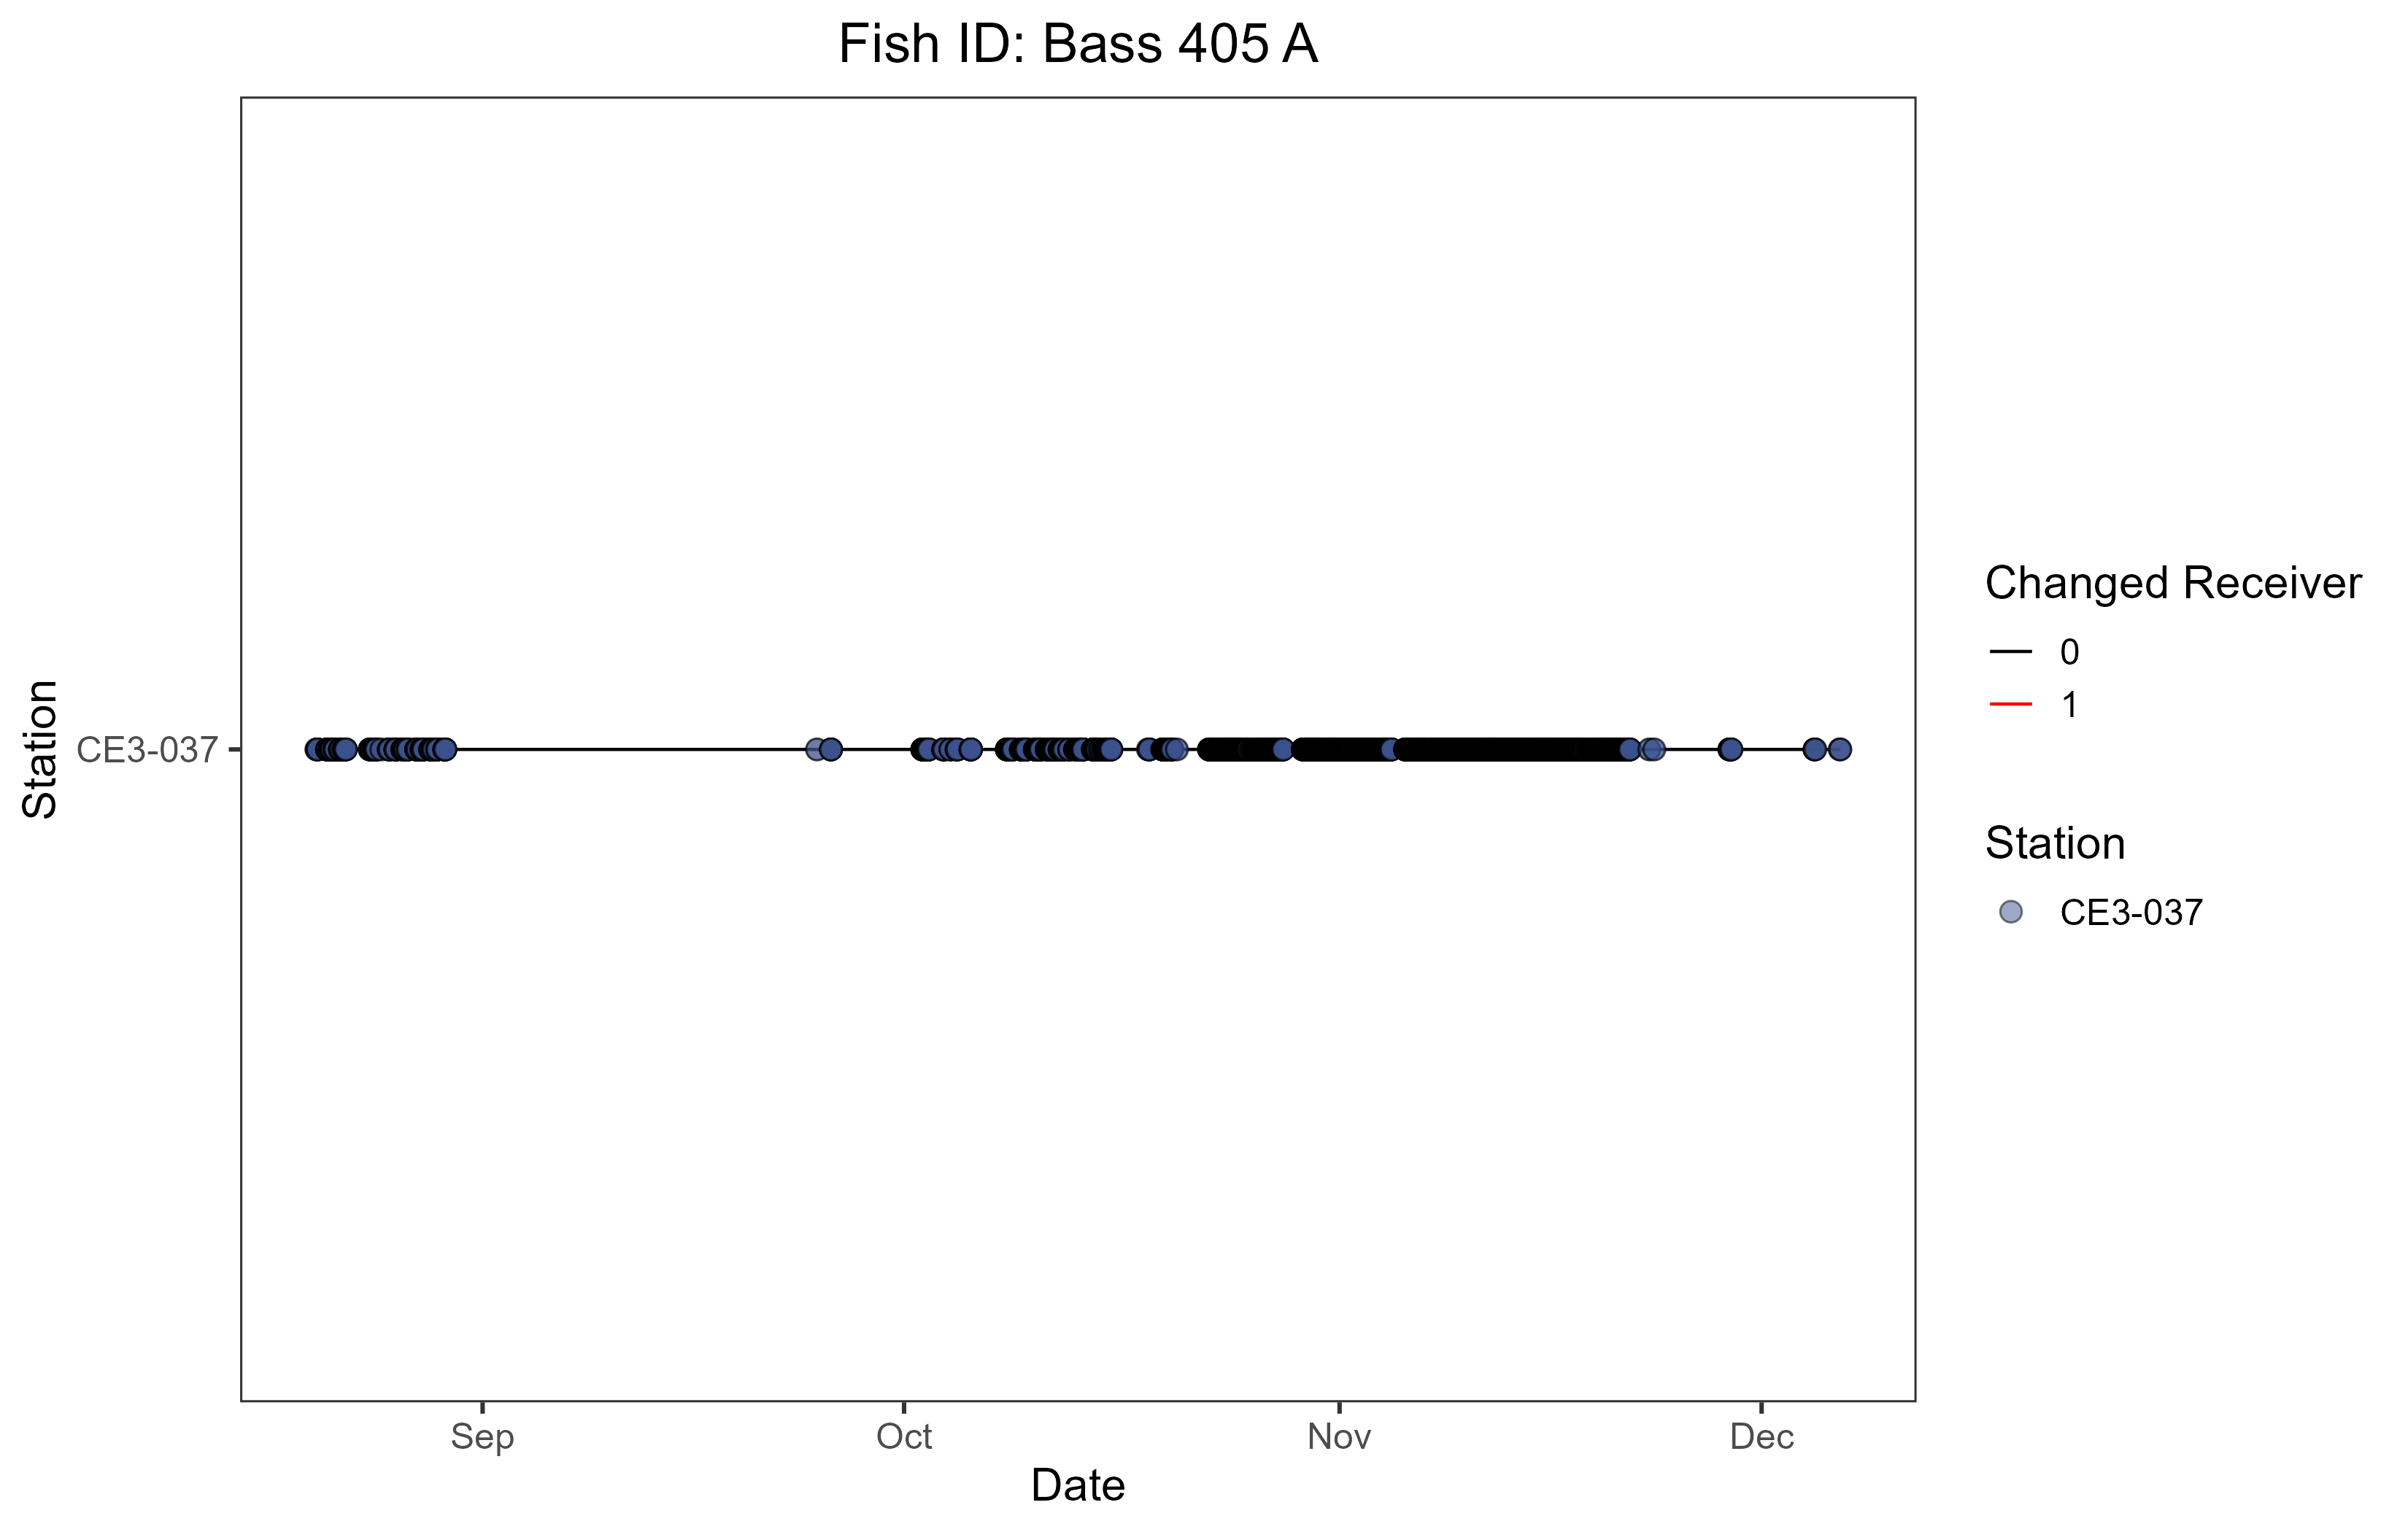 Fish ID: Bass 405 A
Station
CE3-037
Sep
Oct
Nov
Dec
Date
Changed Receiver
0
1
Station
CE3-037